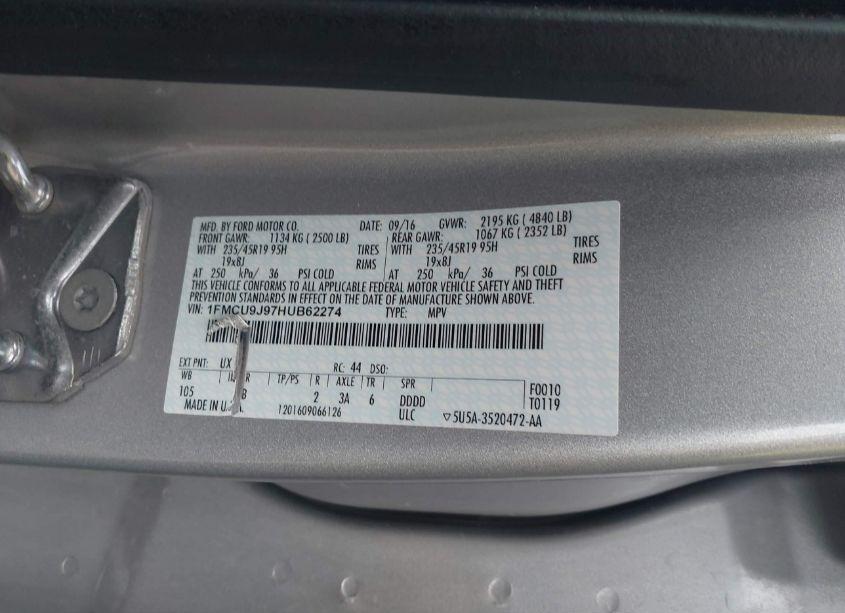 MFD. BY FORD MOTOR CO. DATE: 09/16 GVWR: 2195 KG ( 4840 LB)
FRONT GAWR: 1134 KG ( 2500 LB) REAR GAWR: 1067 KG ( 2352 LB)
WITH 235/45R19 95H TIRES WITH 235/45R19 95H TIRES
19x8J RIMS 19x8J RIMS
AT 250 kPa/ 36 PSI COLD AT 250 kPa/ 36 PSI COLD
THIS VEHICLE CONFORMS TO ALL APPLICABLE FEDERAL MOTOR VEHICLE SAFETY AND THEFT
PREVENTION STANDARDS IN EFFECT ON THE DATE OF MANUFACTURE SHOWN ABOVE.
VIN: 1FMCU9J97HUB62274 TYPE: MPV
EXT PNT: UX RC: 44 DSO:
WB R TP/PS R AXLE TR SPR
105 B 2 3A 6 DDDD F0010
MADE IN 1201609066126 ULC T0119
▽5U5A-3520472-AA